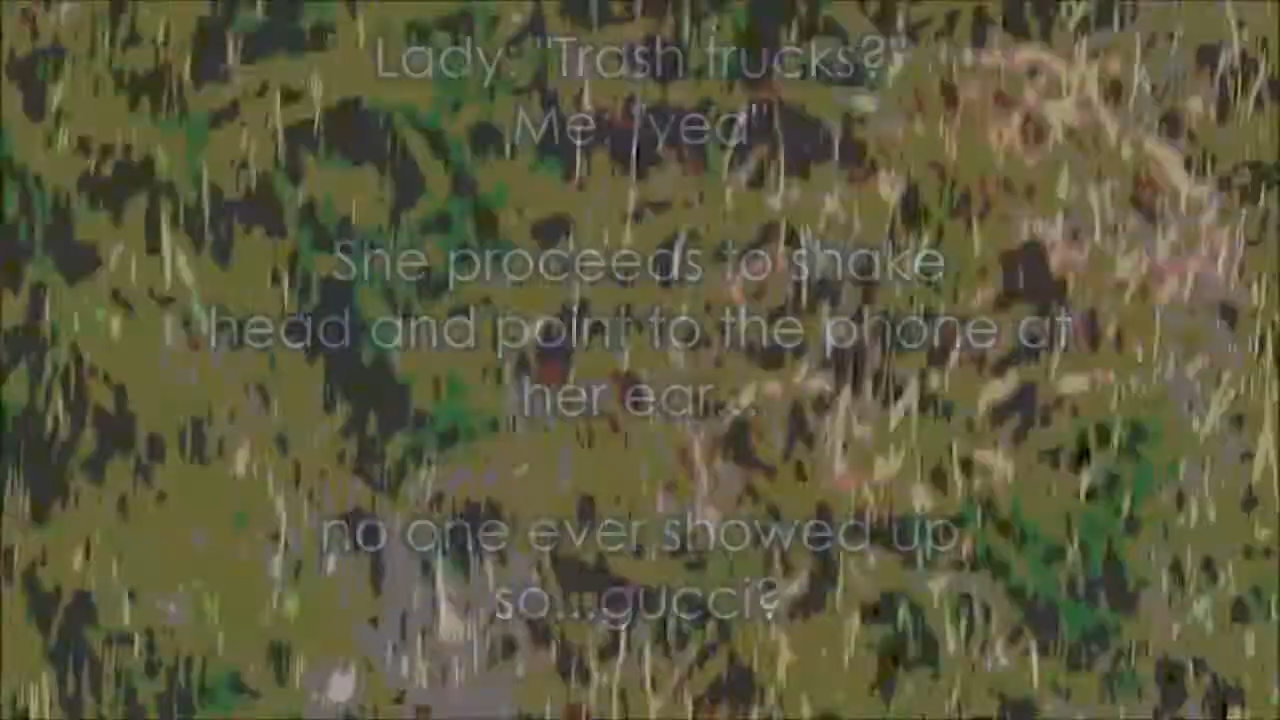 Lady: "Trash trucks?"
Me "yea"
She proceeds to shake
head and point to the phone at
her ear...
no one ever showed up
so...gucci?